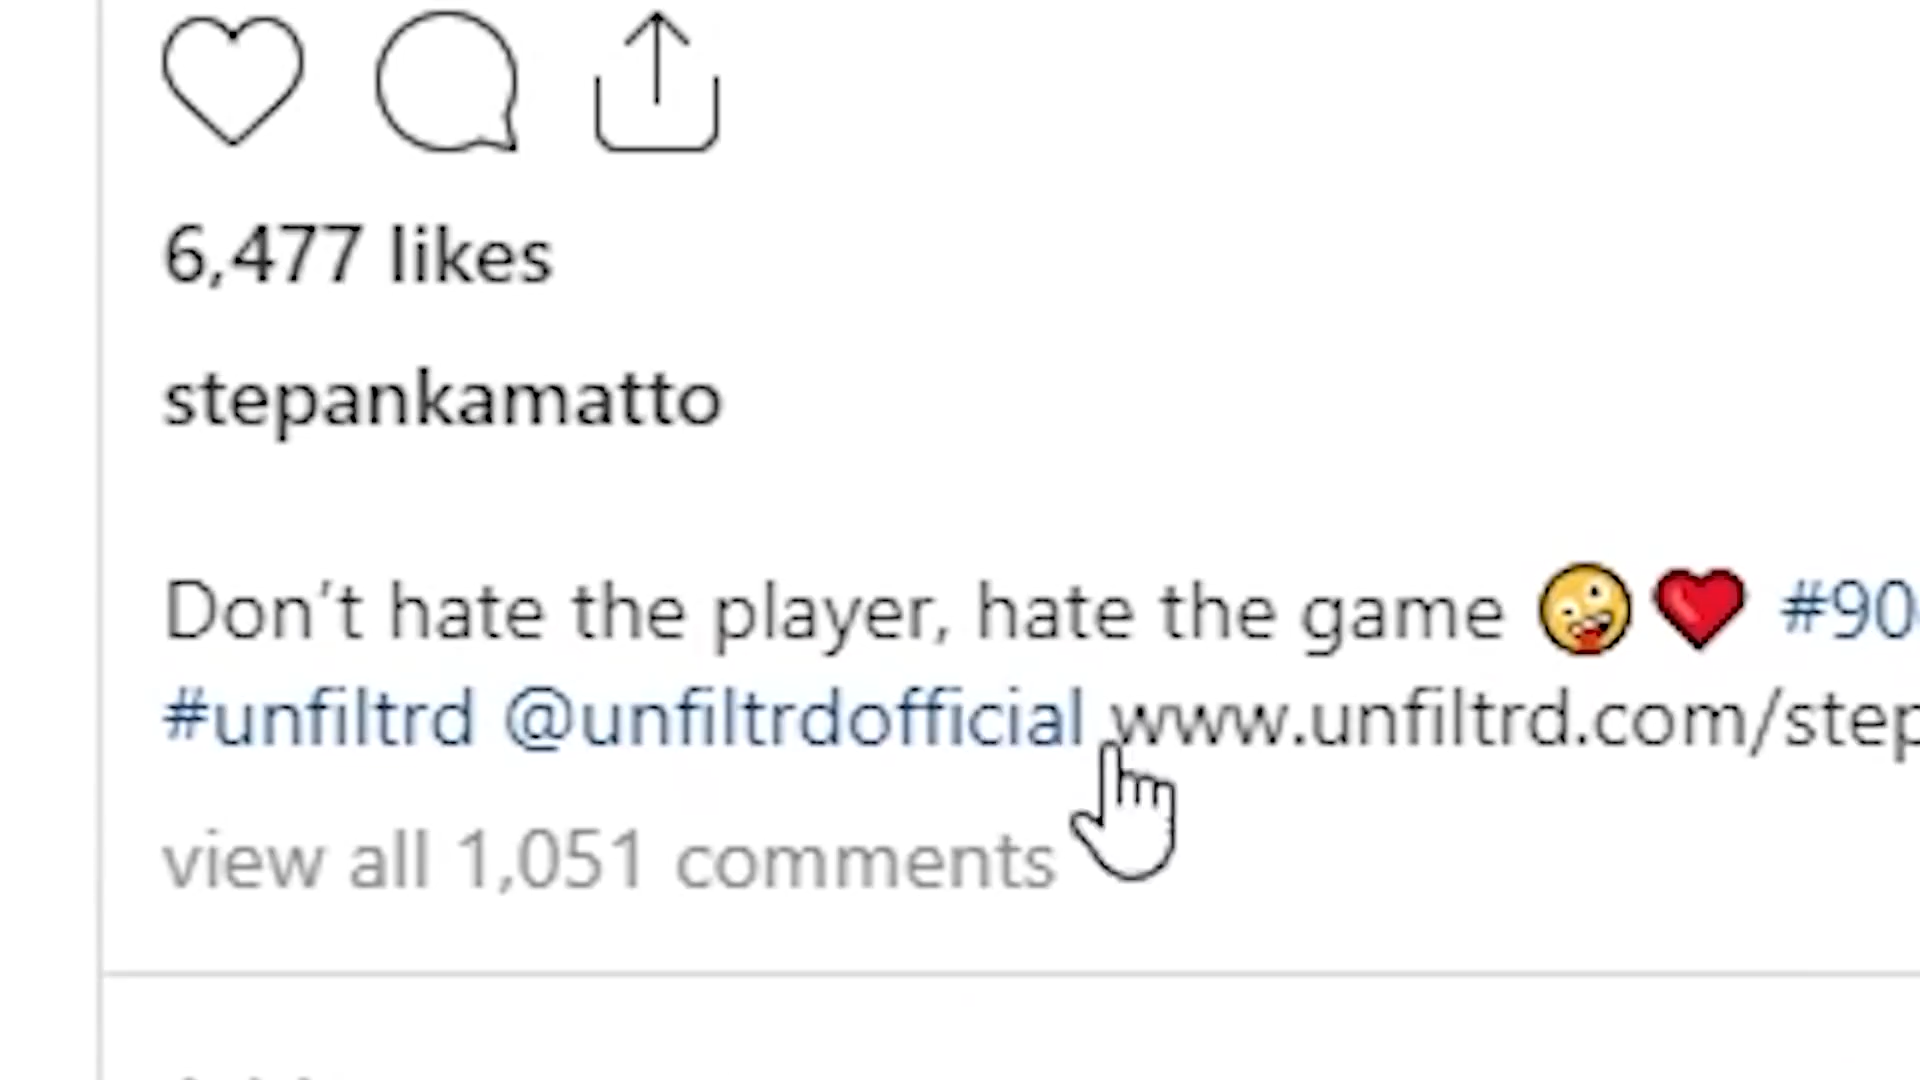 6,477 likes
stepankamatto
Don't hate the player, hate the game 🤪❤️ #90
#unfiltrd @unfiltrdofficial www.unfiltrd.com/step
view all 1,051 comments